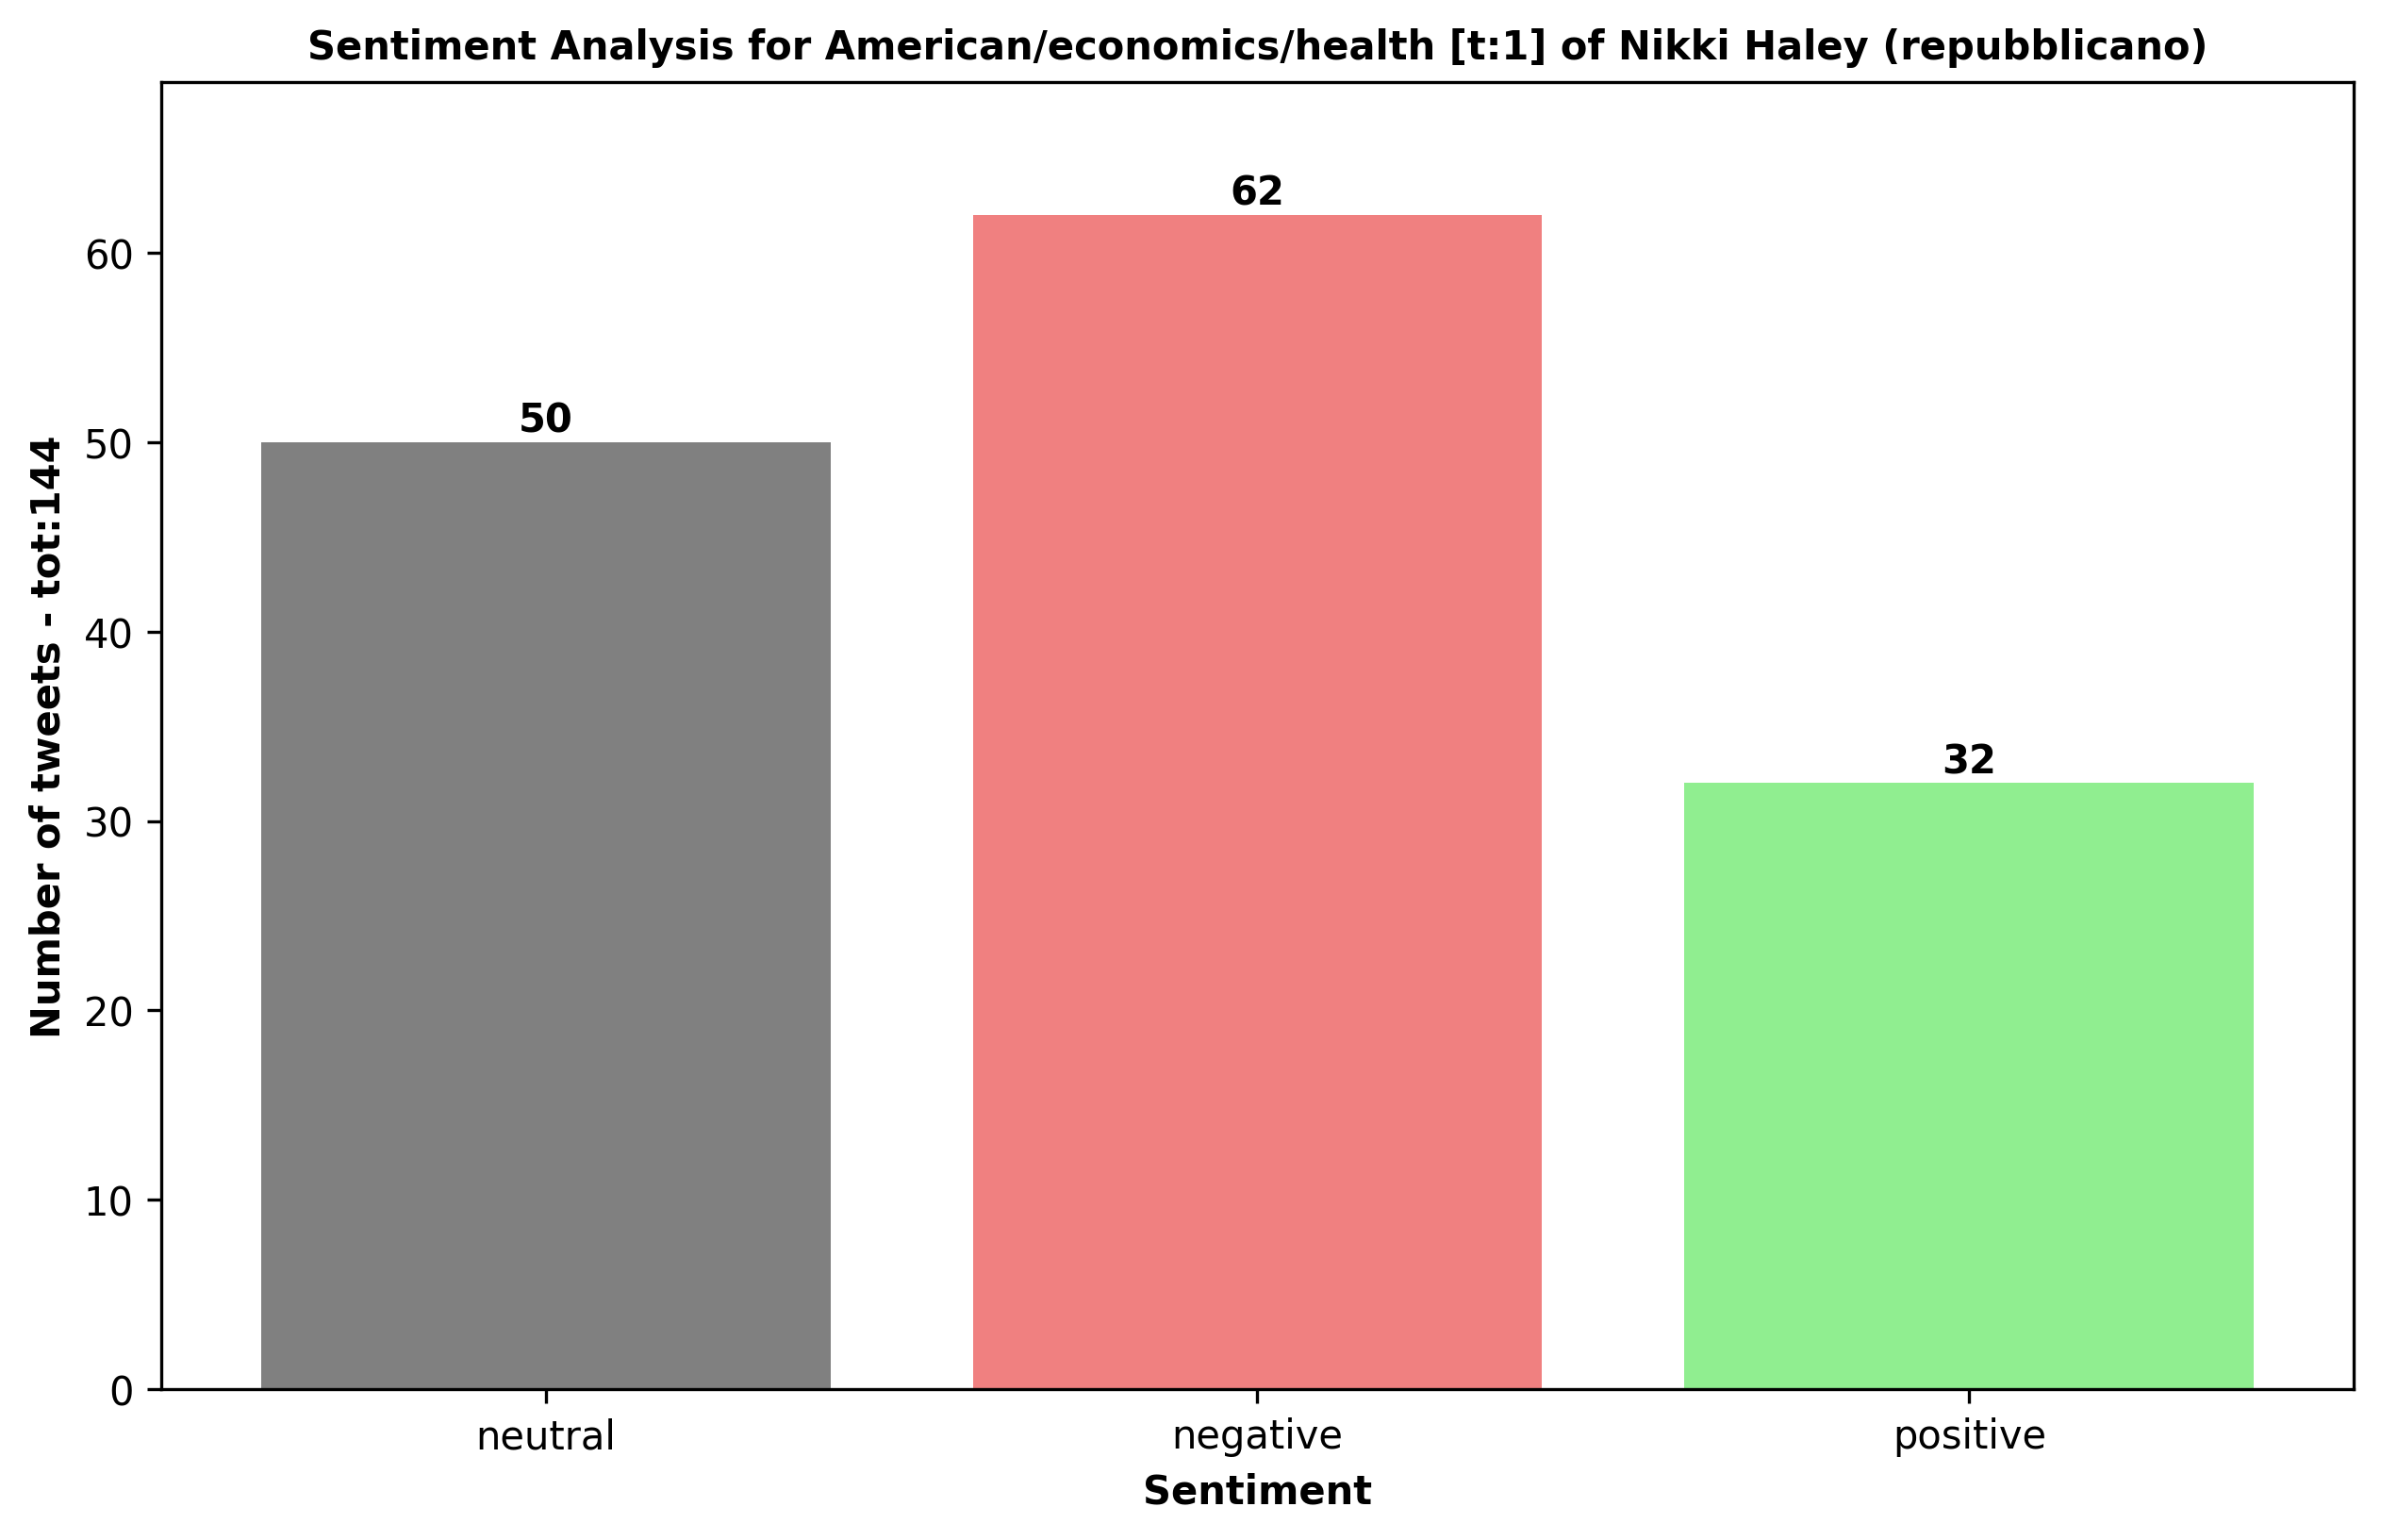 Sentiment Analysis for American/economics/health [t:1] of Nikki Haley (repubblicano)
Number of tweets - tot:144
60
50
40
30
20
10
0
50
62
32
neutral
negative
positive
Sentiment